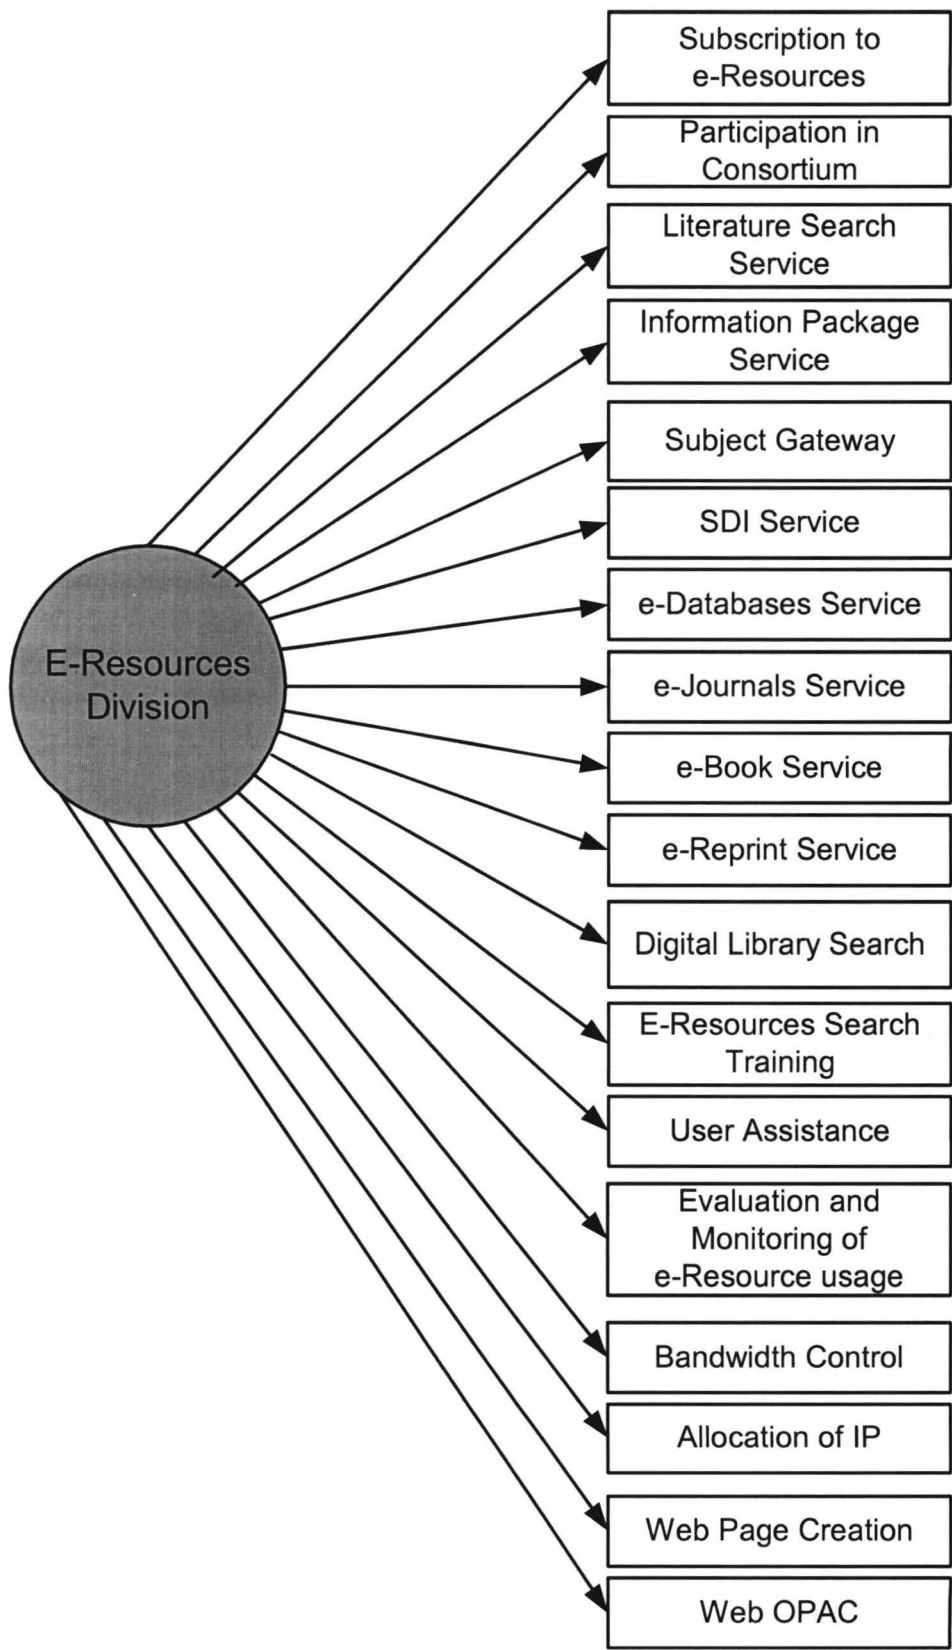 Subscription to
e-Resources
Participation in
Consortium
Literature Search
Service
Information Package
Service
Subject Gateway
SDI Service
e-Databases Service
E-Resources
Division
e-Journals Service
e-Book Service
e-Reprint Service
Digital Library Search
E-Resources Search
Training
User Assistance
Evaluation and
Monitoring of
e-Resource usage
Bandwidth Control
Allocation of IP
Web Page Creation
Web OPAC